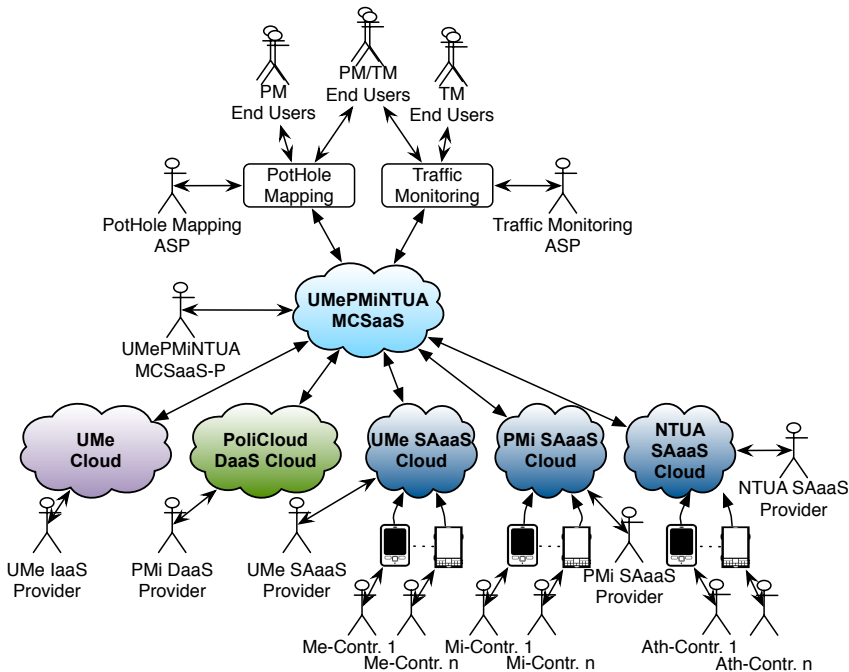 PM
End Users
PM/TM
End Users
TM
End Users
PotHole
Mapping
Traffic
Monitoring
PotHole Mapping
ASP
Traffic Monitoring
ASP
UMePMiNTUA
MCSaaS
UMePMiNTUA
MCSaaS-P
UMe
Cloud
PoliCloud
DaaS Cloud
UMe SAaaS
Cloud
PMi SAaaS
Cloud
NTUA
SAaaS
Cloud
NTUA SAaaS
Provider
UMe IaaS
Provider
PMi DaaS
Provider
UMe SAaaS
Provider
PMi SAaaS
Provider
Me-Contr. 1
Me-Contr. n
Mi-Contr. 1
Mi-Contr. n
Ath-Contr. 1
Ath-Contr. n